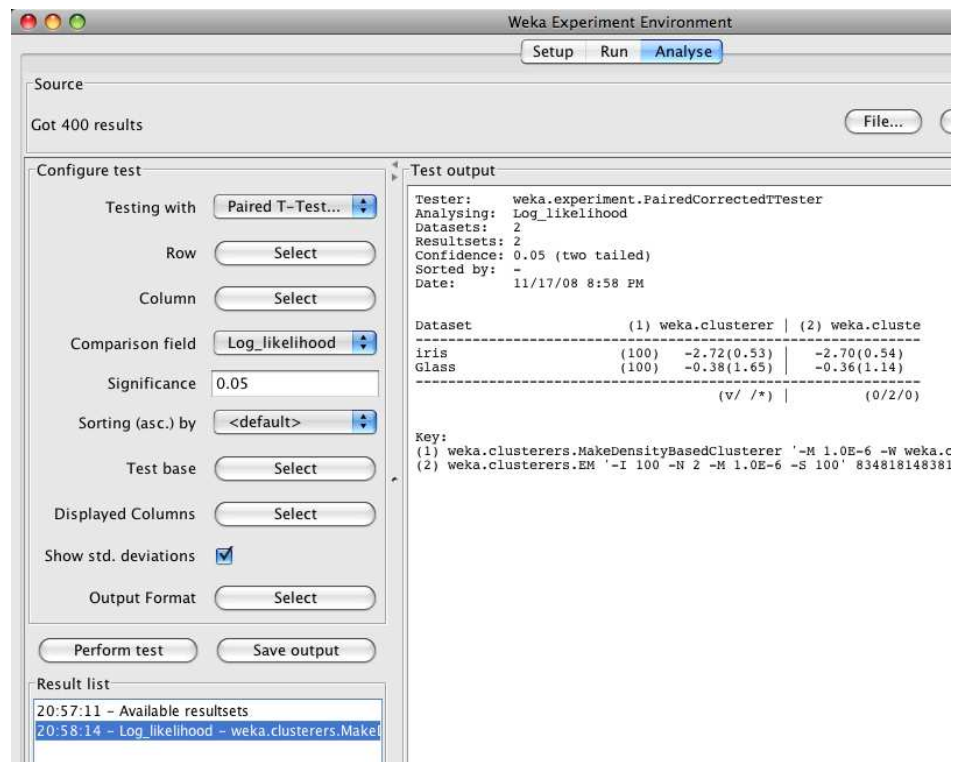 Weka Experiment Environment
Setup Run Analyse
Source
Got 400 results
File...
Configure test
Testing with Paired T-Test...
Row Select
Column Select
Comparison field Log_likelihood
Significance 0.05
Sorting (asc.) by <default>
Test base Select
Displayed Columns Select
Show std. deviations
Output Format Select
Perform test Save output
Result list
20:57:11 - Available resultsets
20:58:14 - Log_likelihood - weka.clusterers.Make
Test output
Tester: weka.experiment.PairedCorrectedTTester
Analysing: Log_likelihood
Datasets: 2
Resultsets: 2
Confidence: 0.05 (two tailed)
Sorted by: -
Date: 11/17/08 8:58 PM
Dataset (1) weka.clusterer | (2) weka.cluste
--------------------------------------------------------------
iris (100) -2.72(0.53) | -2.70(0.54)
Glass (100) -0.38(1.65) | -0.36(1.14)
--------------------------------------------------------------
(v/ /*) | (0/2/0)
Key:
(1) weka.clusterers.MakeDensityBasedClusterer '-M 1.0E-6 -W weka.c
(2) weka.clusterers.EM '-I 100 -N 2 -M 1.0E-6 -S 100' 834818148381